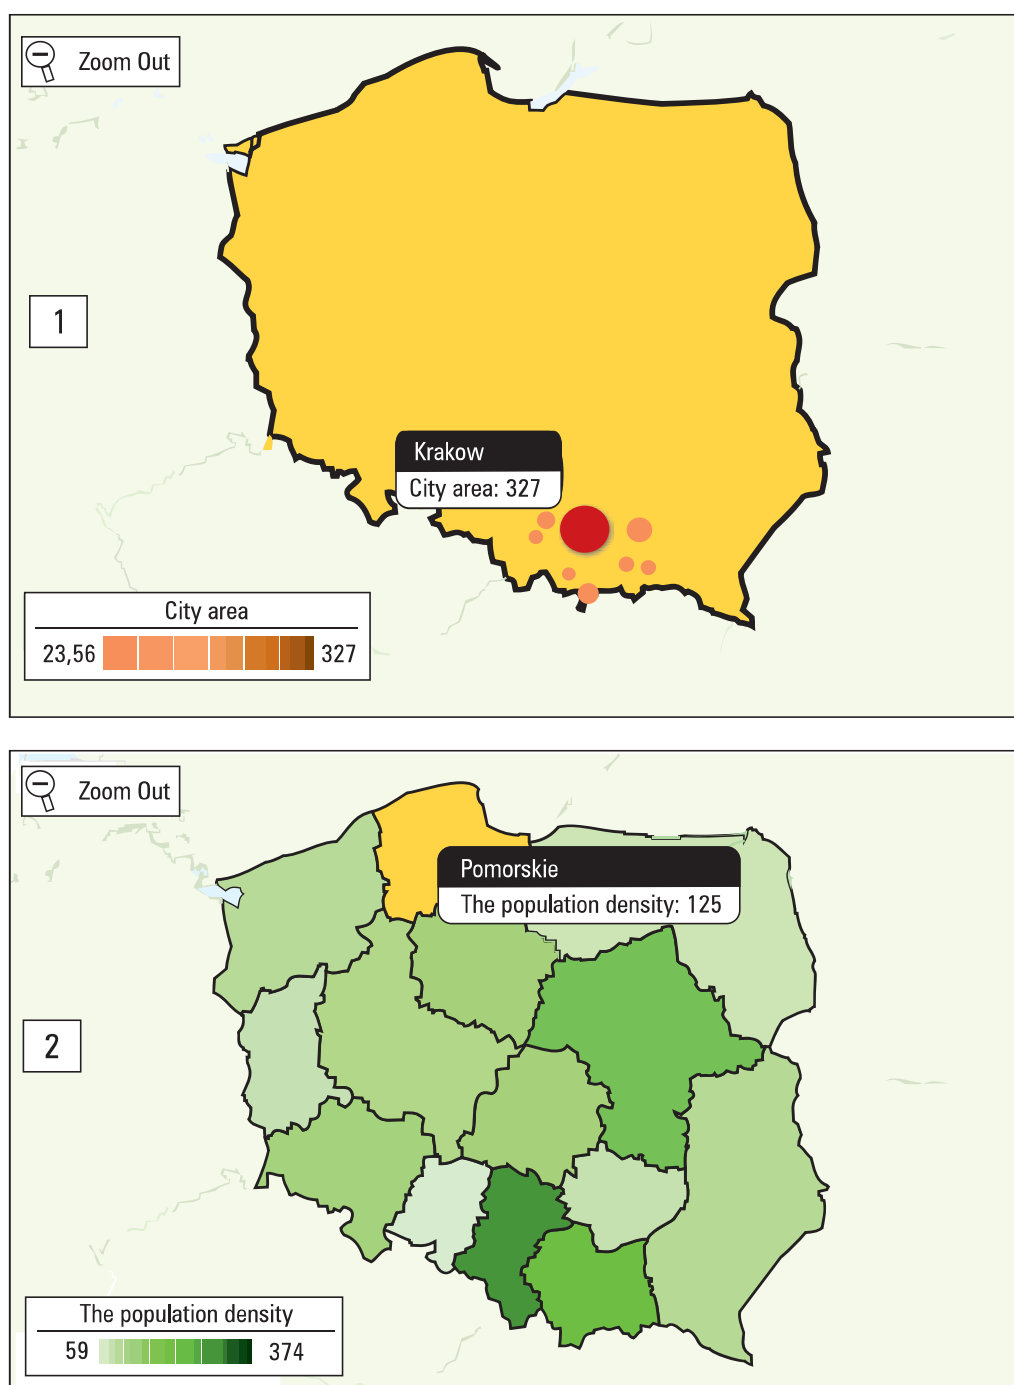 Zoom Out
1
Krakow
City area: 327
City area
23,56
327
Zoom Out
Pomorskie
The population density: 125
2
The population density
59
374